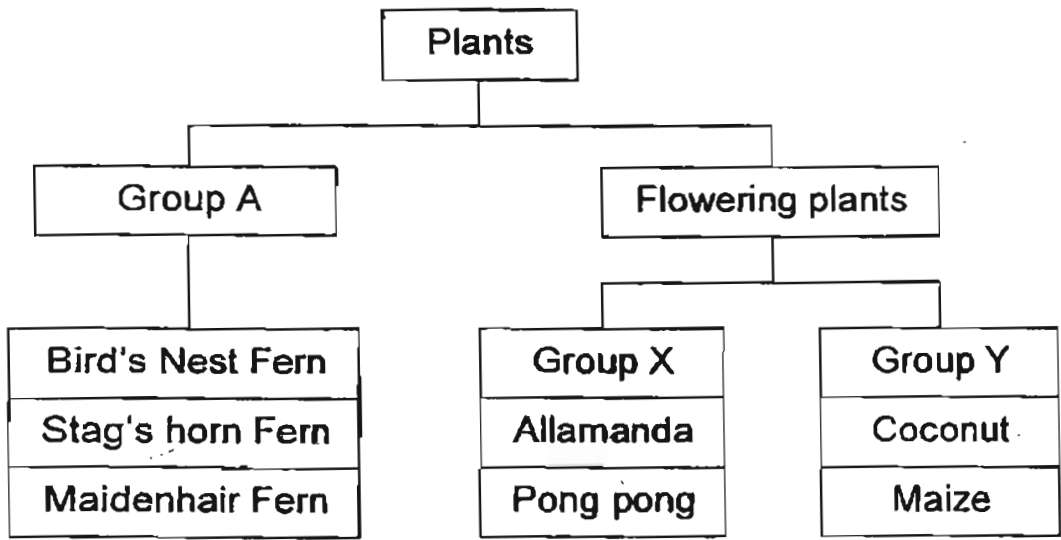 Plants
Group A
Flowering plants
Bird's Nest Fern
Stag's horn Fern
Maidenhair Fern
Group X
Allamanda
Pong pong
Group Y
Coconut
Maize